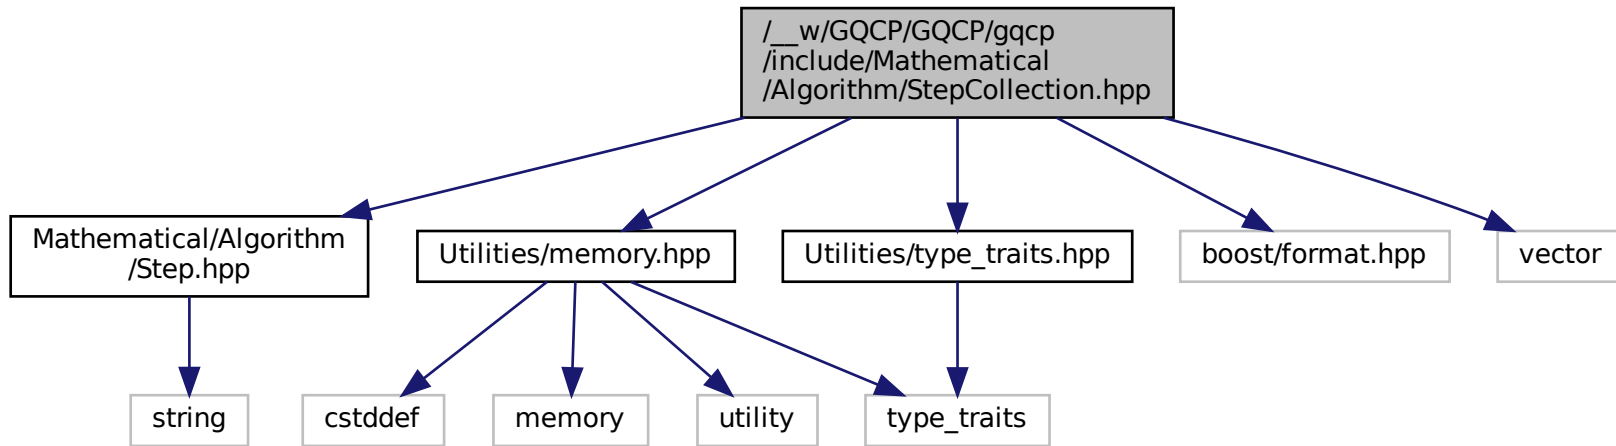 /__w/GQCP/GQCP/gqcp
/include/Mathematical
/Algorithm/StepCollection.hpp
Mathematical/Algorithm
/Step.hpp
Utilities/memory.hpp
Utilities/type_traits.hpp
boost/format.hpp
vector
string
cstddef
memory
utility
type_traits